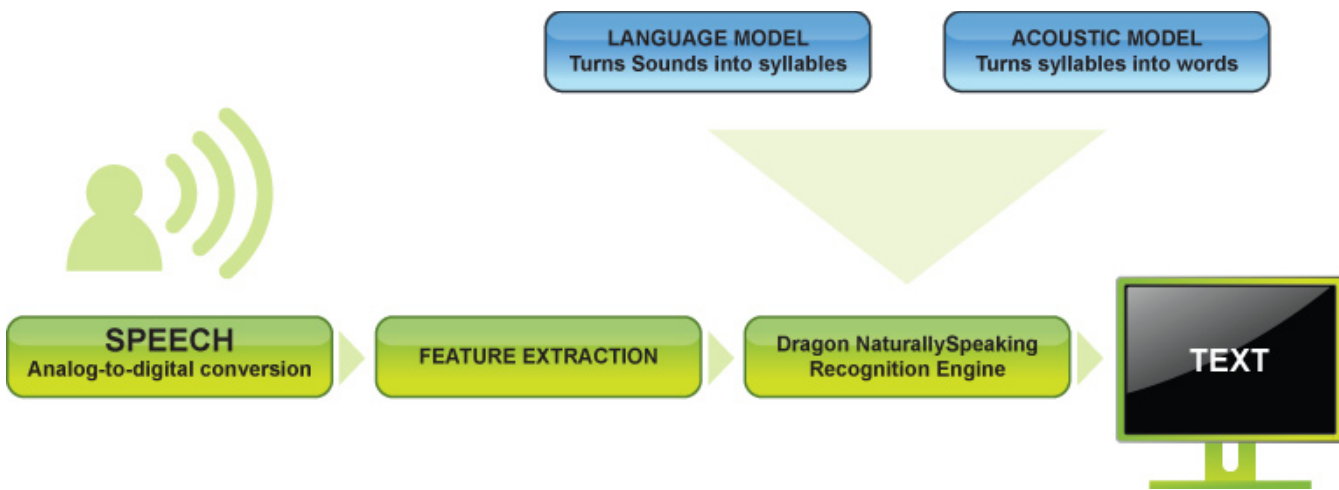 LANGUAGE MODEL
Turns Sounds into syllables
ACOUSTIC MODEL
Turns syllables into words
SPEECH
Analog-to-digital conversion
FEATURE EXTRACTION
Dragon NaturallySpeaking
Recognition Engine
TEXT